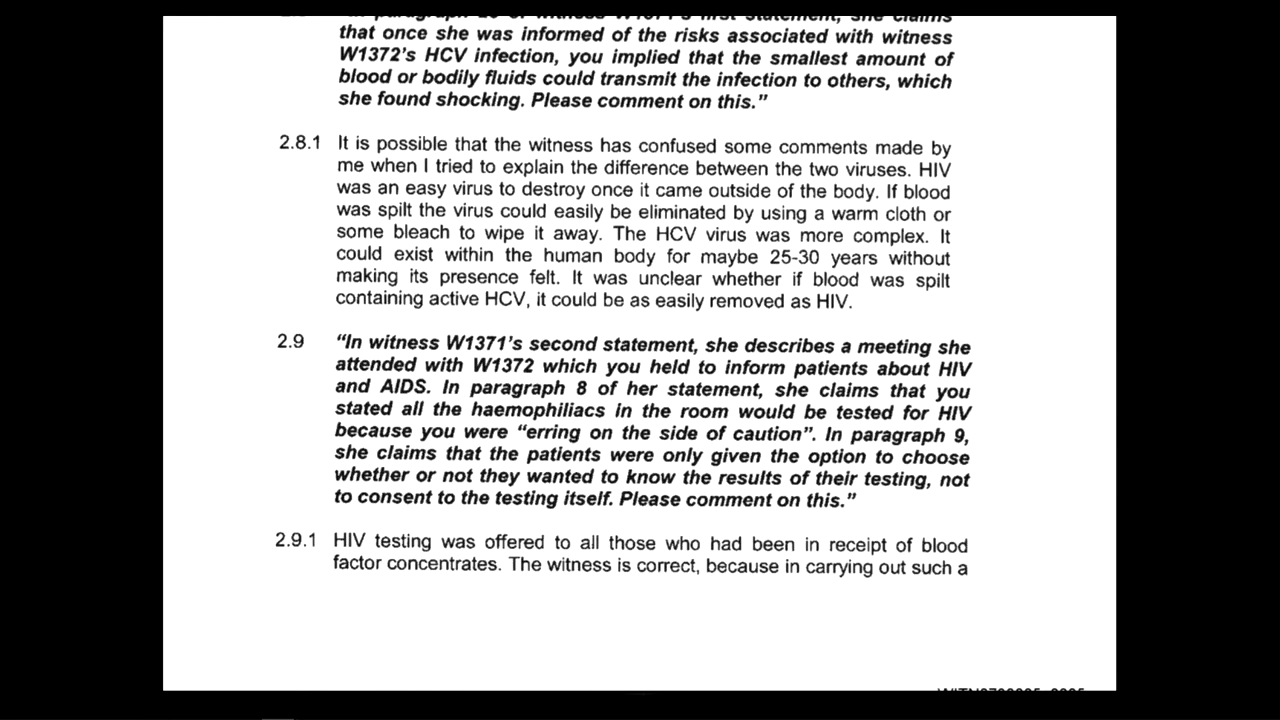 that once she was informed of the risks associated with witness
W1372's HCV infection, you implied that the smallest amount of
blood or bodily fluids could transmit the infection to others, which
she found shocking. Please comment on this."
2.8.1 It is possible that the witness has confused some comments made by
me when I tried to explain the difference between the two viruses. HIV
was an easy virus to destroy once it came outside of the body. If blood
was spilt the virus could easily be eliminated by using a warm cloth or
some bleach to wipe it away. The HCV virus was more complex. It
could exist within the human body for maybe 25-30 years without
making its presence felt. It was unclear whether if blood was spilt
containing active HCV, it could be as easily removed as HIV.
2.9 "In witness W1371's second statement, she describes a meeting she
attended with W1372 which you held to inform patients about HIV
and AIDS. In paragraph 8 of her statement, she claims that you
stated all the haemophiliacs in the room would be tested for HIV
because you were "erring on the side of caution". In paragraph 9,
she claims that the patients were only given the option to choose
whether or not they wanted to know the results of their testing, not
to consent to the testing itself. Please comment on this."
2.9.1 HIV testing was offered to all those who had been in receipt of blood
factor concentrates. The witness is correct, because in carrying out such a